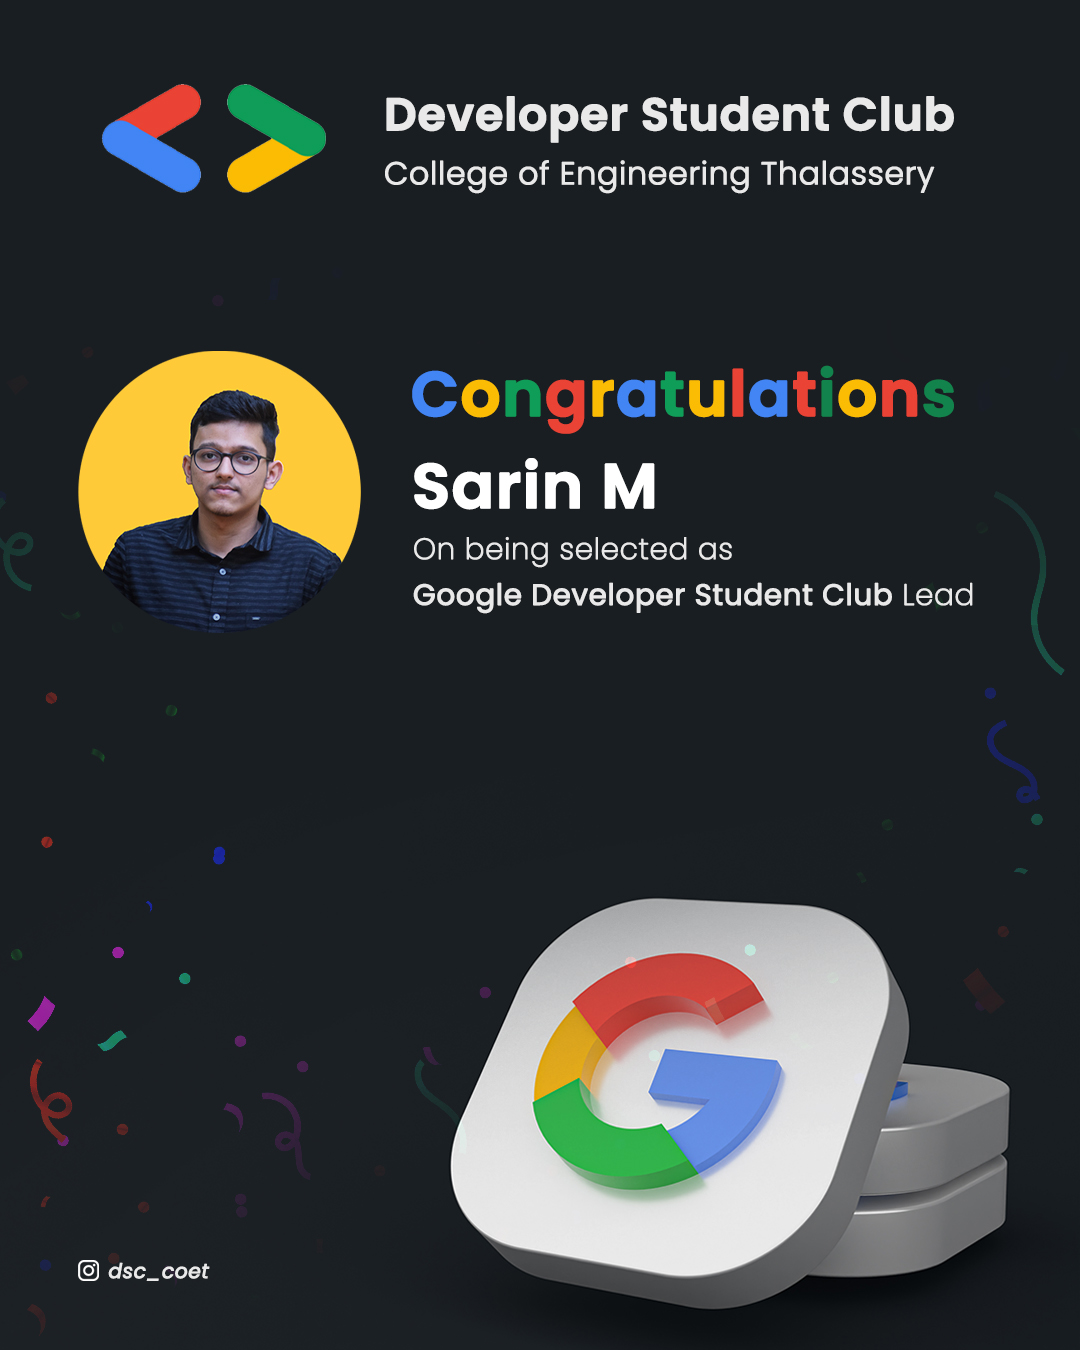 Developer Student Club
College of Engineering Thalassery
Congratulations
Sarin M
On being selected as
Google Developer Student Club Lead
dsc_coet